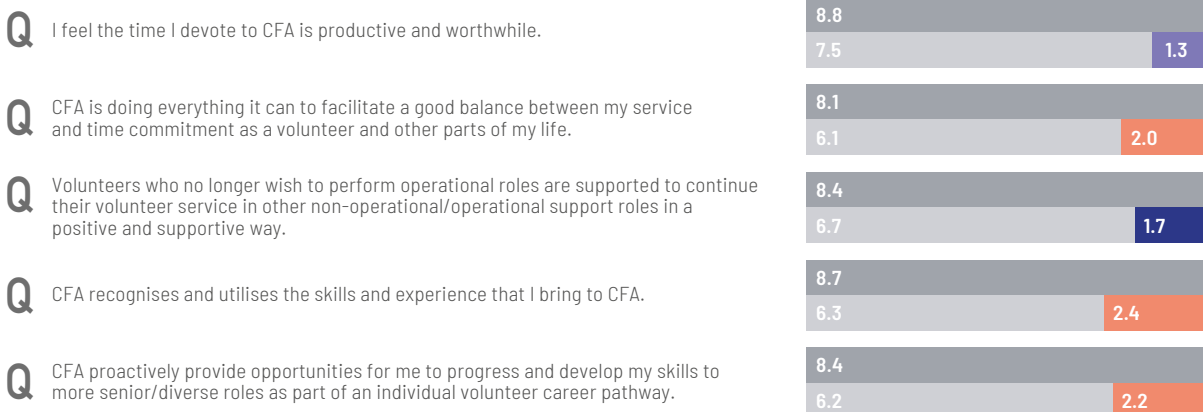 Q I feel the time I devote to CFA is productive and worthwhile.
8.8
7.5 1.3
Q CFA is doing everything it can to facilitate a good balance between my service
and time commitment as a volunteer and other parts of my life.
8.1
6.1 2.0
Q Volunteers who no longer wish to perform operational roles are supported to continue
their volunteer service in other non-operational/operational support roles in a
positive and supportive way.
8.4
6.7 1.7
Q CFA recognises and utilises the skills and experience that I bring to CFA.
8.7
6.3 2.4
Q CFA proactively provide opportunities for me to progress and develop my skills to
more senior/diverse roles as part of an individual volunteer career pathway.
8.4
6.2 2.2